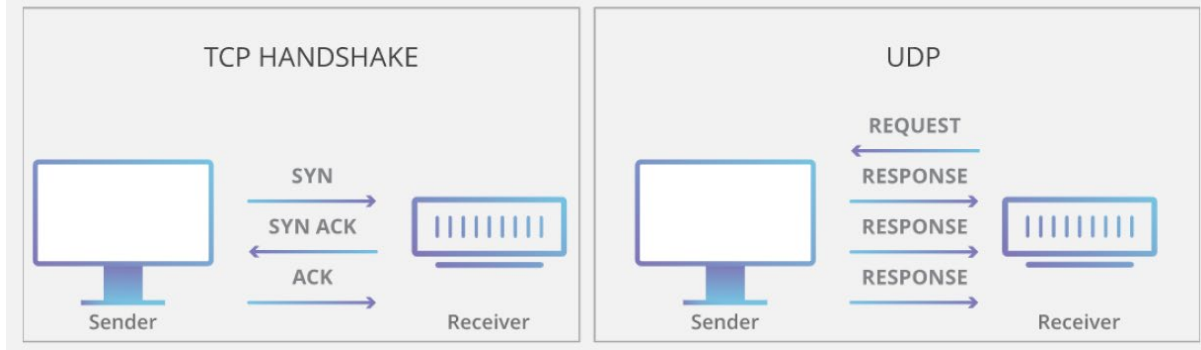 TCP HANDSHAKE
SYN
SYN ACK
ACK
Sender
Receiver
UDP
REQUEST
RESPONSE
RESPONSE
RESPONSE
Sender
Receiver